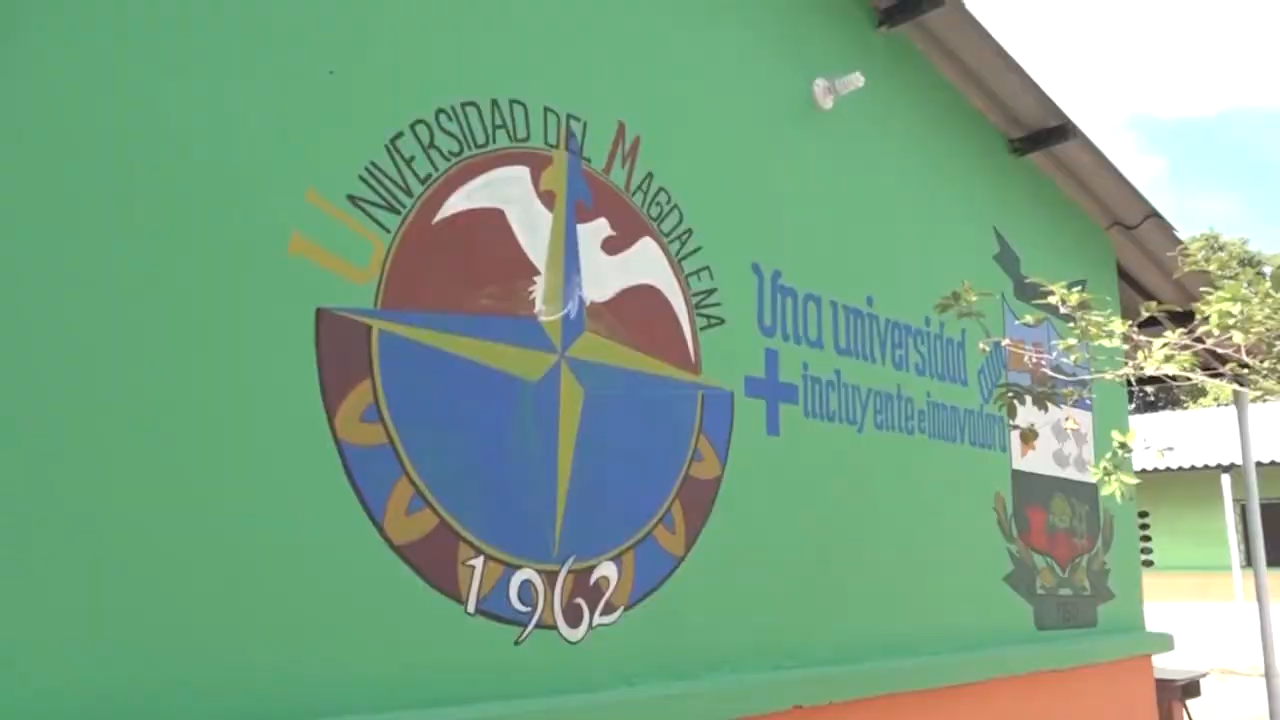 UNIVERSIDAD DEL MAGDALENA
1962
Una universidad
+ incluyente e innovadora